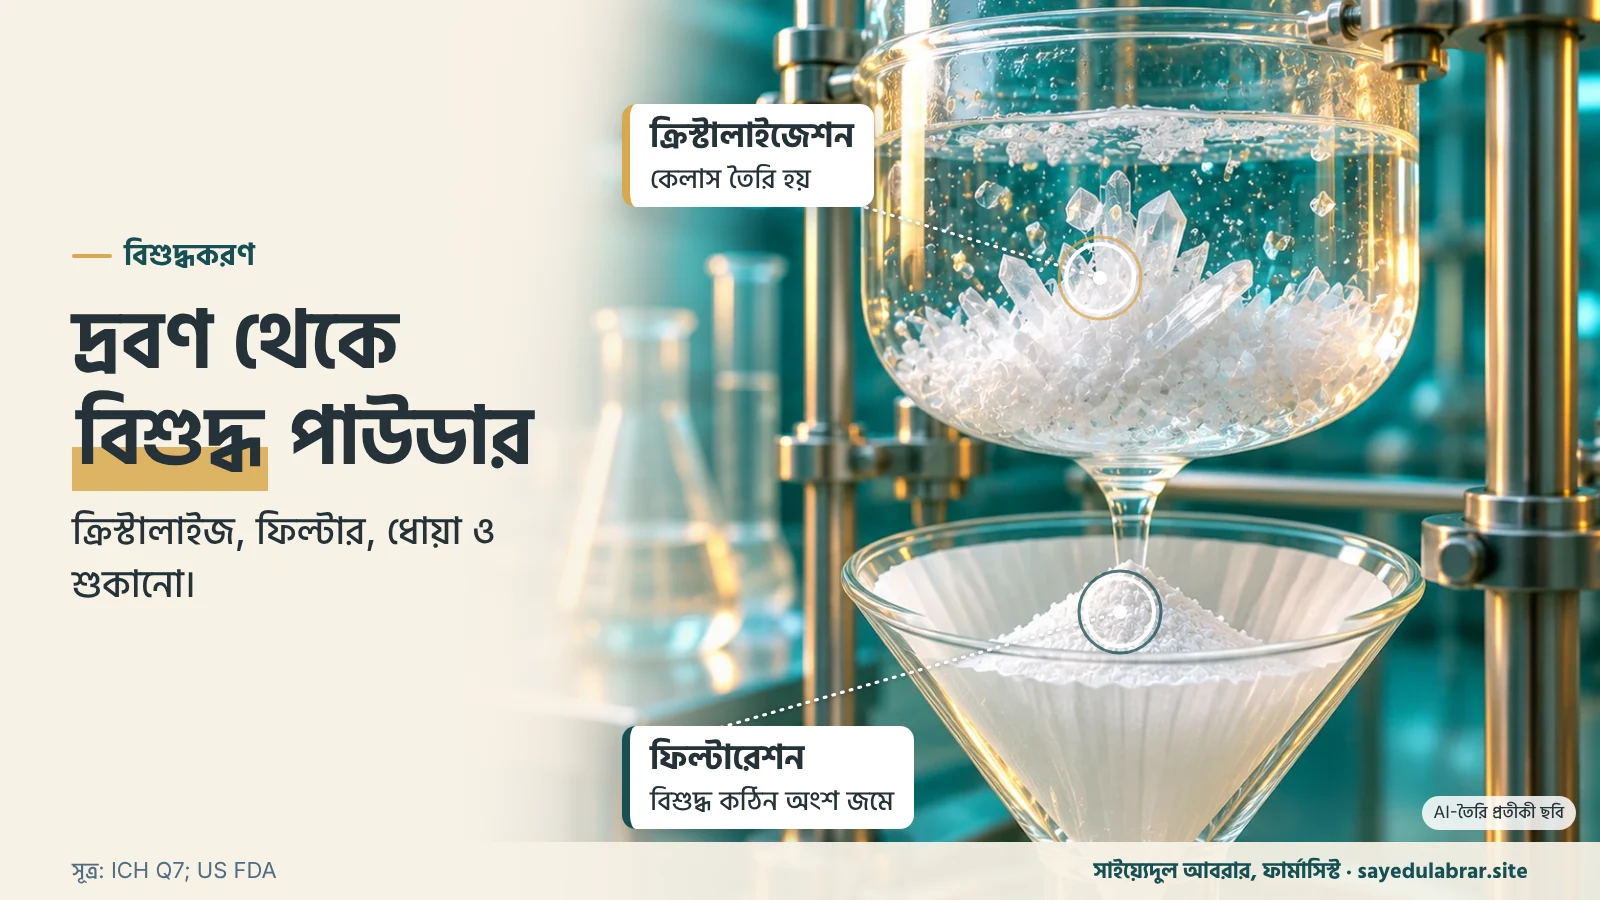 বিশুদ্ধকরণ
দ্রবণ থেকে
বিশুদ্ধ পাউডার
ক্রিস্টালাইজ, ফিল্টার, ধোয়া ও
শুকানো।
ক্রিস্টালাইজেশন
কেলাস তৈরি হয়
ফিল্টারেশন
বিশুদ্ধ কঠিন অংশ জমে
AI-তৈরি প্রতীকী ছবি
সূত্র: ICH Q7; US FDA
সাইয়্যেদুল আবরার, ফার্মাসিস্ট · sayedulabrar.site